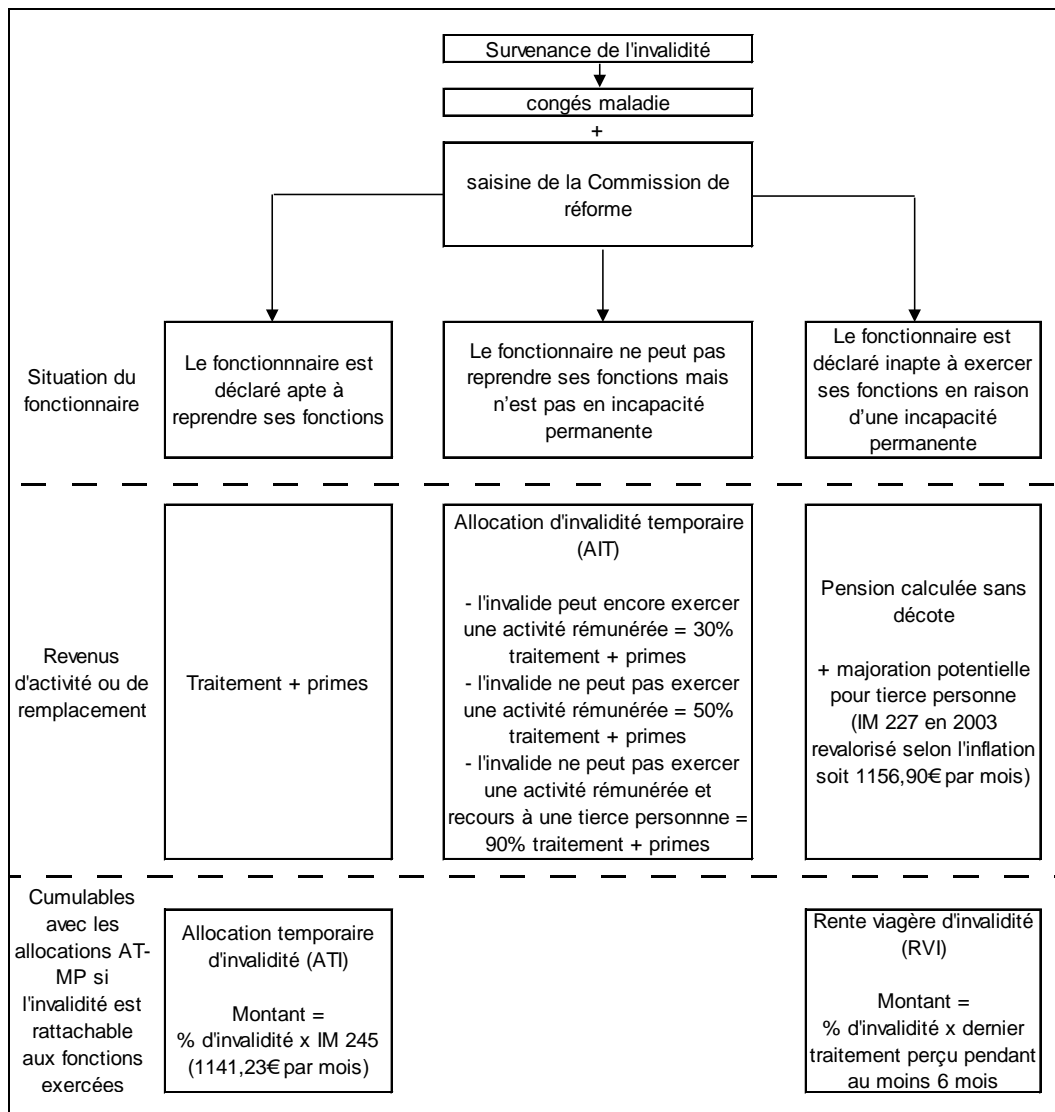 Survenance de l'invalidité
congés maladie
+
saisine de la Commission de
réforme
Situation du
fonctionnaire
Le fonctionnnaire est
déclaré apte à
reprendre ses fonctions
Le fonctionnaire ne peut pas
reprendre ses fonctions mais
n'est pas en incapacité
permanente
Le fonctionnaire est
déclaré inapte à exercer
ses fonctions en raison
d'une incapacité
permanente
Revenus
d'activité ou de
remplacement
Traitement + primes
Allocation d'invalidité temporaire
(AIT)
- l'invalide peut encore exercer
une activité rémunérée = 30%
traitement + primes
- l'invalide ne peut pas exercer
une activité rémunérée = 50%
traitement + primes
- l'invalide ne peut pas exercer
une activité rémunérée et
recours à une tierce personnne =
90% traitement + primes
Pension calculée sans
décote
+ majoration potentielle
pour tierce personne
(IM 227 en 2003
revalorisé selon l'inflation
soit 1156,90€ par mois)
Cumulables
avec les
allocations AT-
MP si
l'invalidité est
rattachable
aux fonctions
exercées
Allocation temporaire
d'invalidité (ATI)
Montant =
% d'invalidité x IM 245
(1141,23€ par mois)
Rente viagère d'invalidité
(RVI)
Montant =
% d'invalidité x dernier
traitement perçu pendant
au moins 6 mois